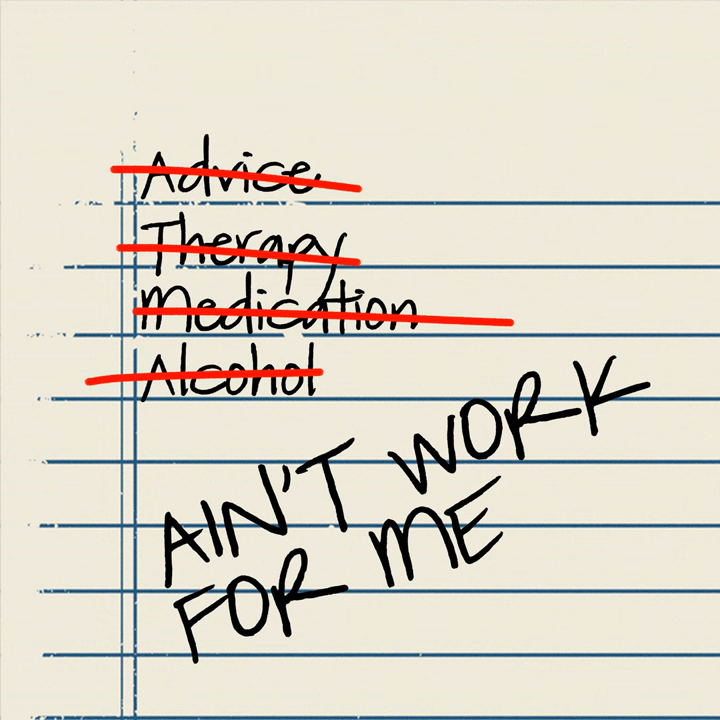 Advice
Therapy
Medication
Alcohol
AIN'T WORK
FOR ME